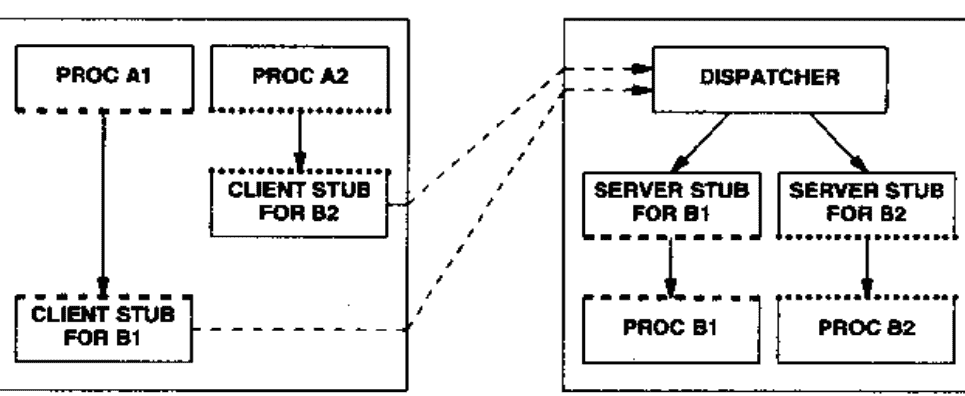 PROC A1
PROC A2
CLIENT STUB
FOR B2
CLIENT STUB
FOR B1
DISPATCHER
SERVER STUB
FOR B1
SERVER STUB
FOR B2
PROC B1
PROC B2